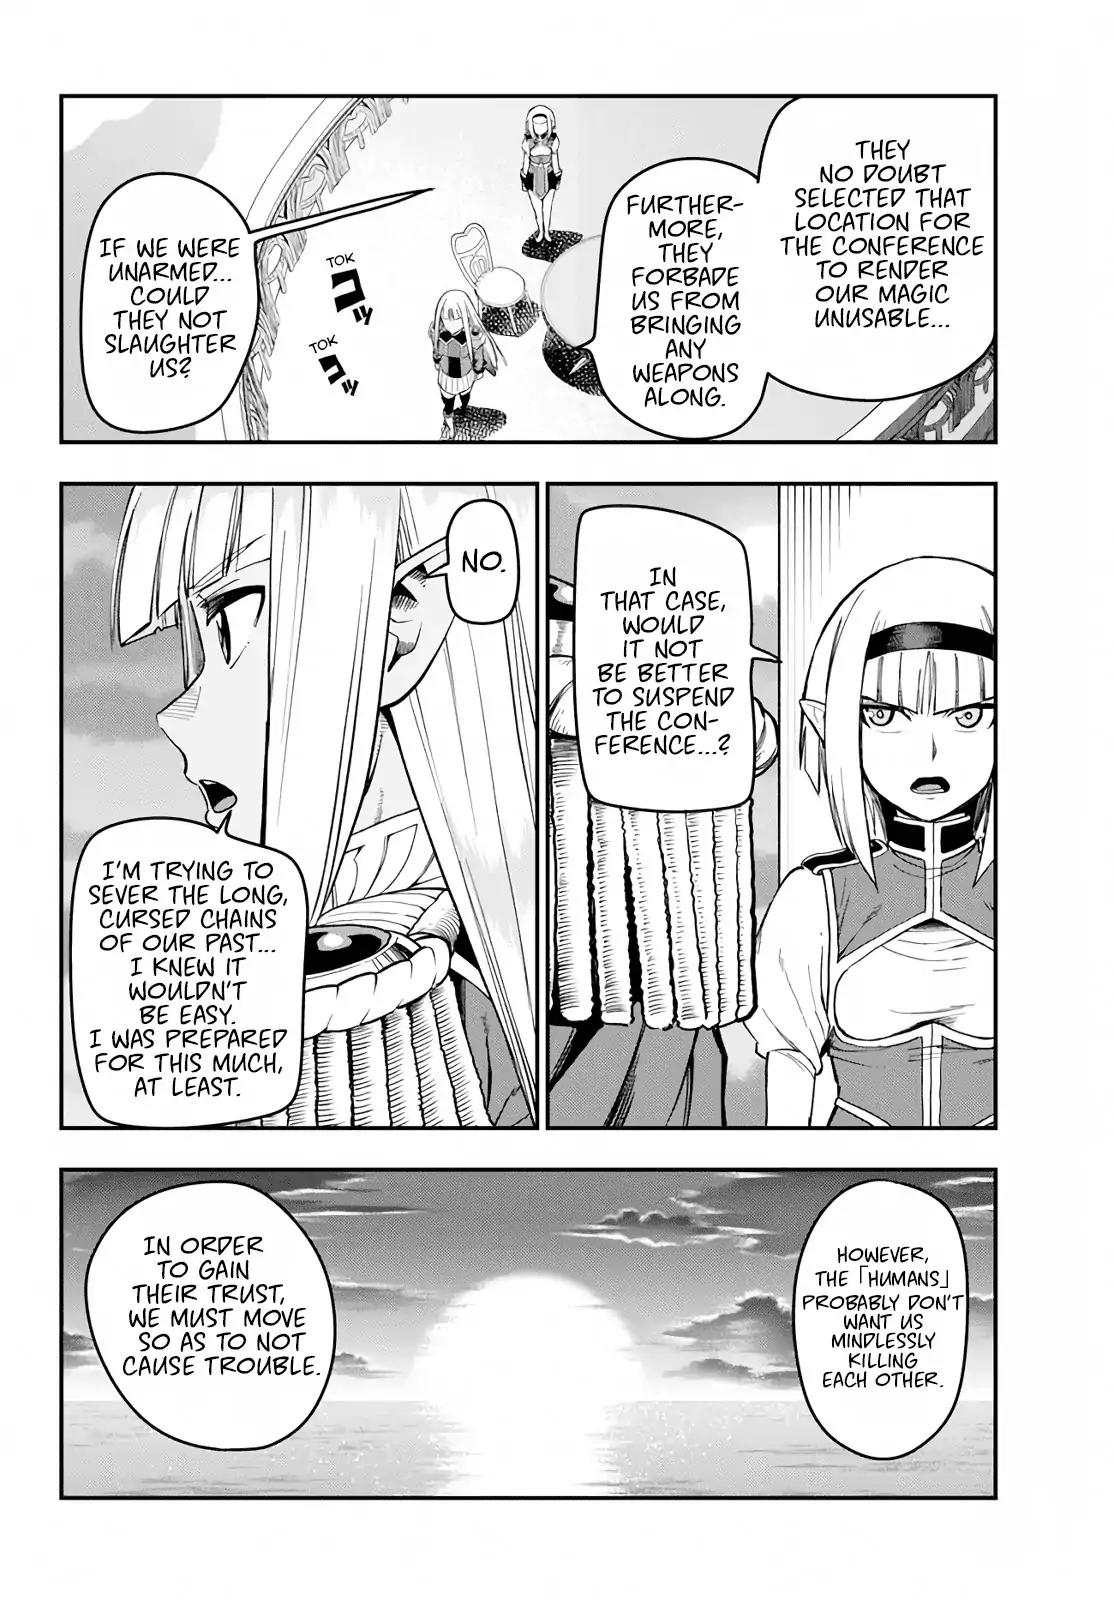 THEY
NO DOUBT
SELECTED THAT
LOCATION FOR
THE CONFERENCE
TO RENDER
OUR MAGIC
UNUSABLE...
FURTHER-
MORE,
THEY
FORBADE
US FROM
BRINGING
ANY
WEAPONS
ALONG.
TOK
コッ
TOK
コッ
IF WE WERE
UNARMED...
COULD
THEY NOT
SLAUGHTER
US?
IN
THAT CASE,
WOULD
IT NOT
BE BETTER
TO SUSPEND
THE CON-
FERENCE...?
NO.
I'M TRYING TO
SEVER THE LONG,
CURSED CHAINS
OF OUR PAST...
I KNEW IT
WOULDN'T
BE EASY.
I WAS PREPARED
FOR THIS MUCH,
AT LEAST.
HOWEVER,
THE「HUMANS」
PROBABLY DON'T
WANT US
MINDLESSLY
KILLING
EACH OTHER.
IN ORDER
TO GAIN
THEIR TRUST,
WE MUST MOVE
SO AS TO NOT
CAUSE TROUBLE.